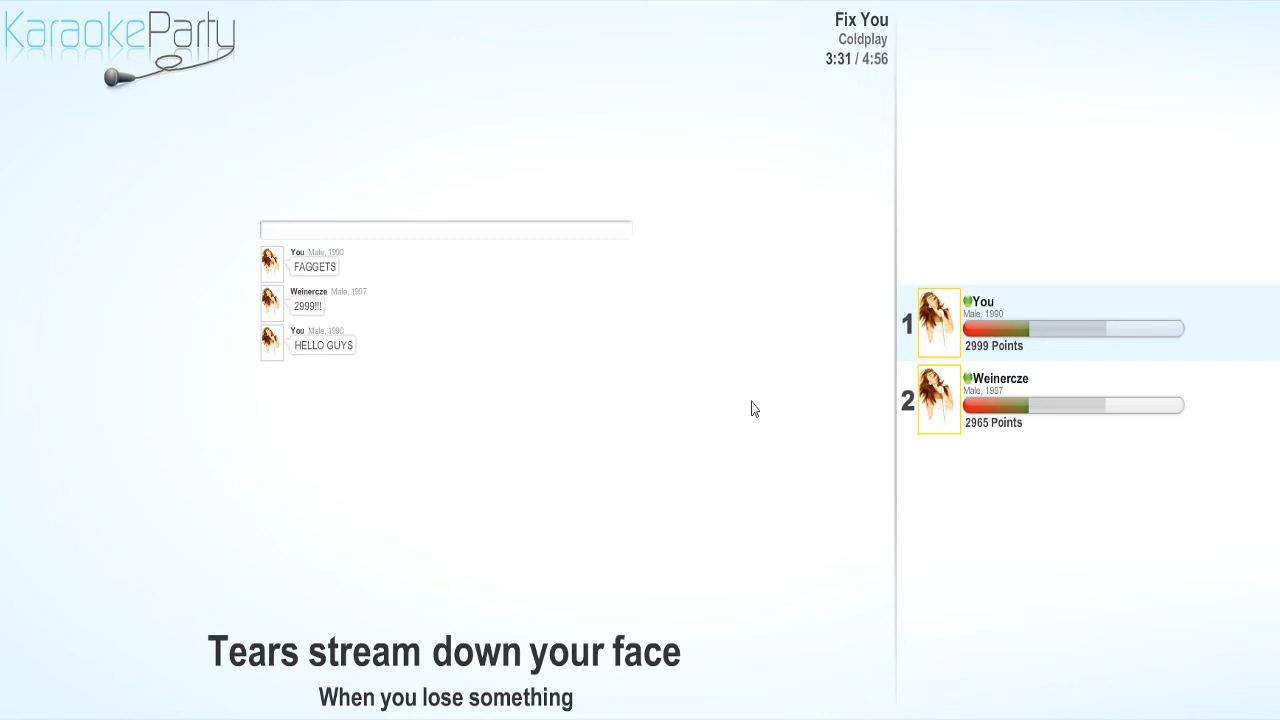 KaraokeParty
Fix You
Coldplay
3:31 / 4:56
You Male, 1990
FAGGETS
Weinercze Male, 1997
2999!!!
You Male, 1990
HELLO GUYS
1
You
Male, 1990
2999 Points
2
Weinercze
Male, 1997
2965 Points
Tears stream down your face
When you lose something